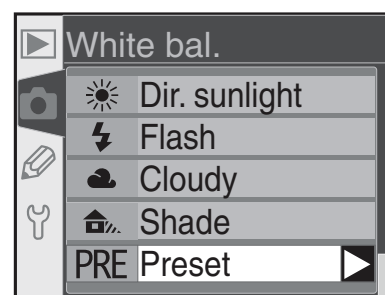 White bal.
Dir. sunlight
Flash
Cloudy
Shade
PRE Preset